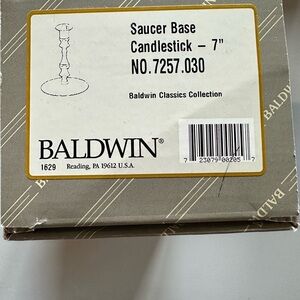 Saucer Base
Candlestick – 7"
NO.7257.030
Baldwin Classics Collection
BALDWIN®
1629 Reading, PA 19612 U.S.A.
7 23079 00205 7
BALDWIN